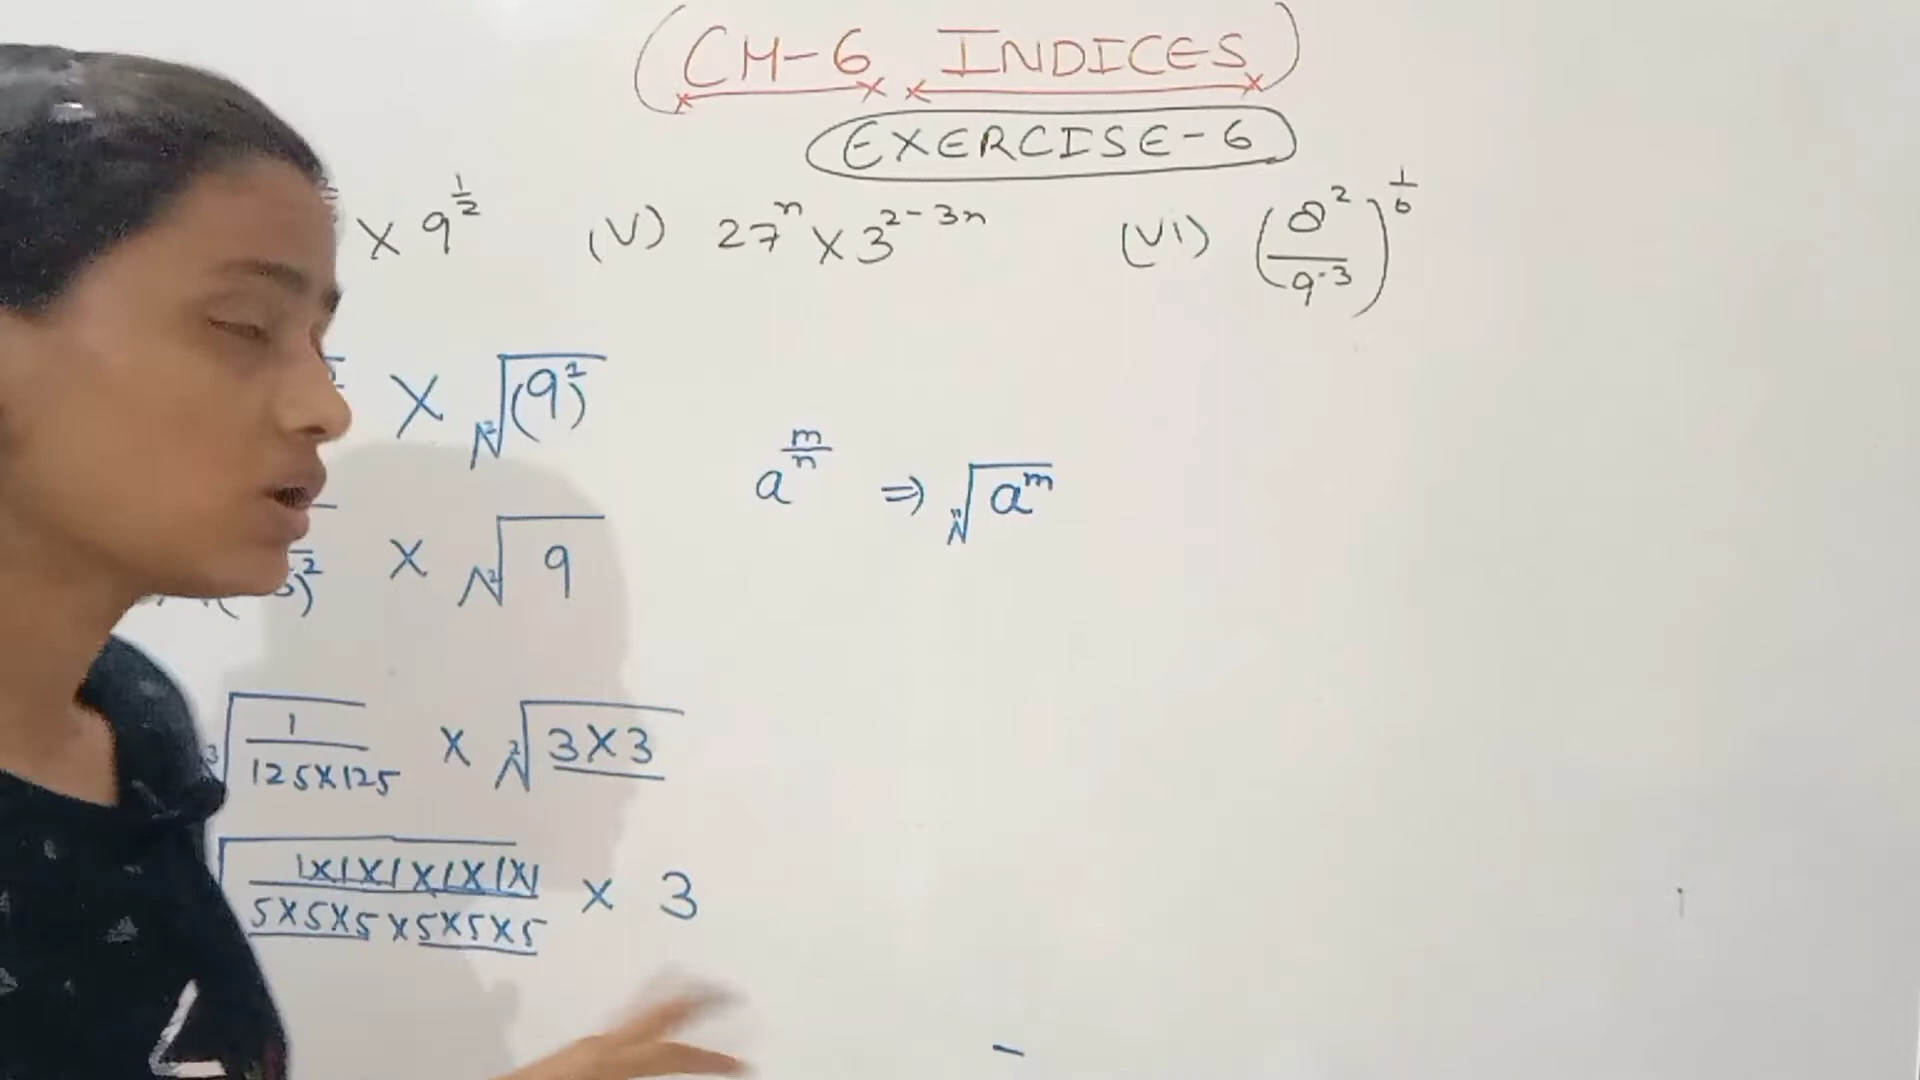 (CH-6 INDICES)
EXERCISE-6
× 9^{1/2} (V) 27^n × 3^{2-3n} (VI) (8^2/9^{-3})^{1/6}
× ²√(9)^1
a^{m/n} ⇒ ⁿ√a^m
)^2 × ²√9
³√1/125×125 × ²√3×3
√1×1×1×1×1×1/5×5×5×5×5×5 × 3